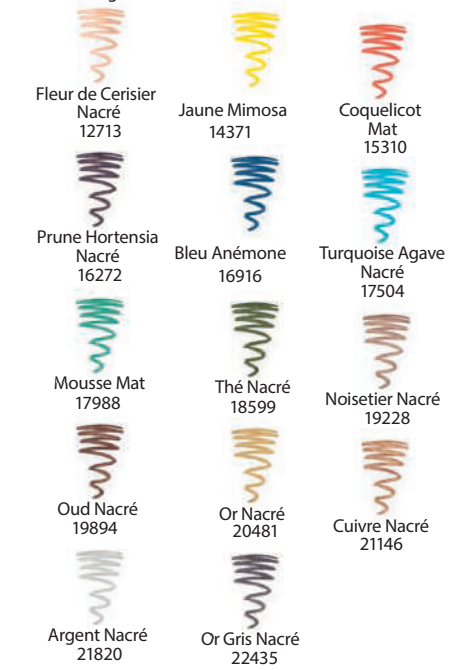 Fleur de Cerisier
Nacré
12713
Jaune Mimosa
14371
Coquelicot
Mat
15310
Prune Hortensia
Nacré
16272
Bleu Anémone
16916
Turquoise Agave
Nacré
17504
Mousse Mat
17988
Thé Nacré
18599
Noisetier Nacré
19228
Oud Nacré
19894
Or Nacré
20481
Cuivre Nacré
21146
Argent Nacré
21820
Or Gris Nacré
22435